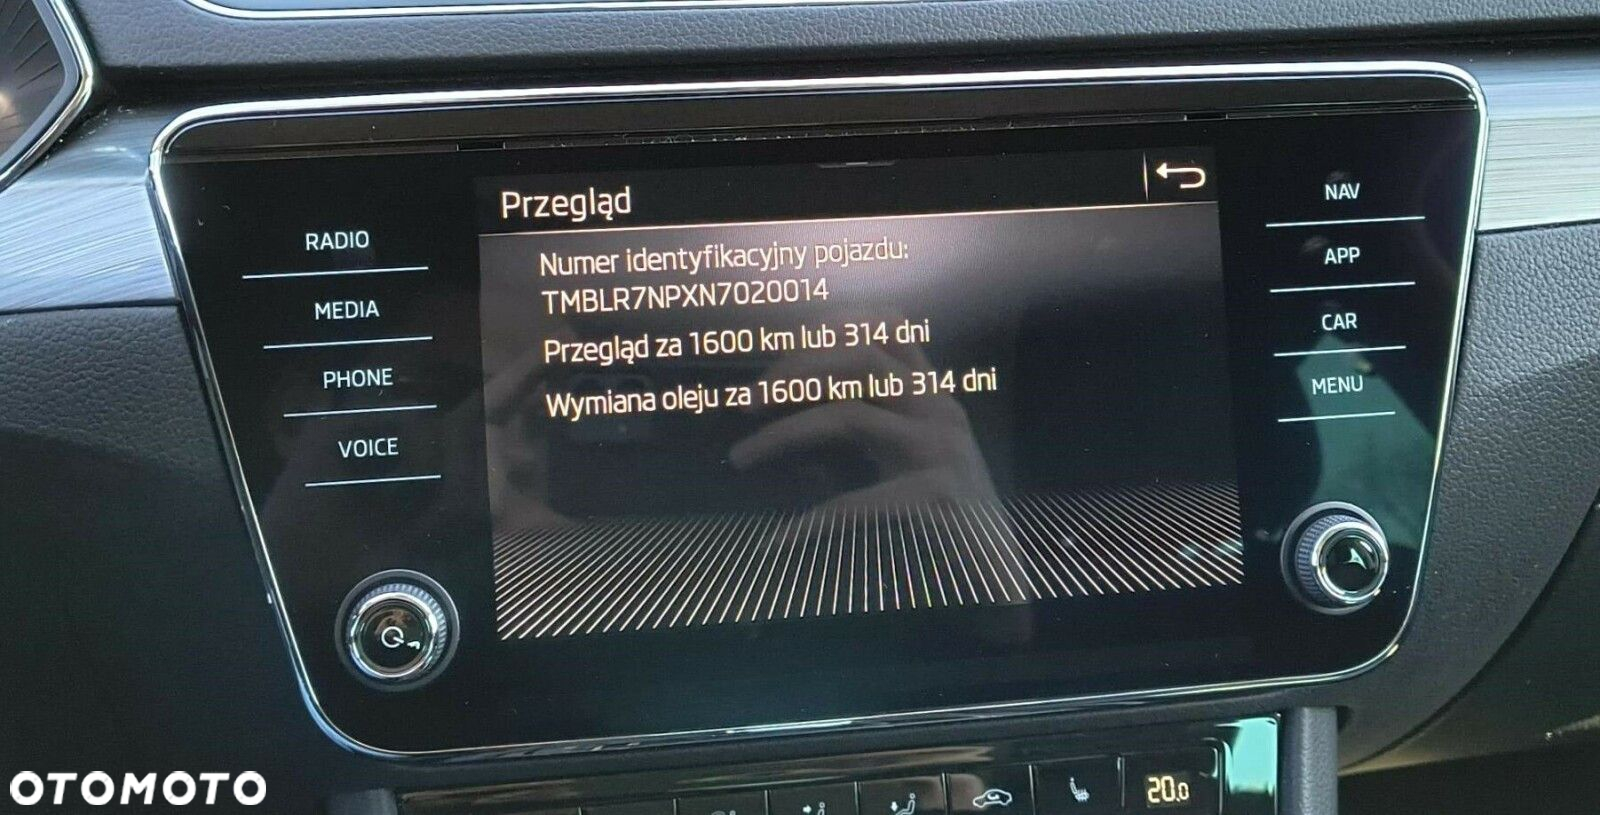 Przegląd
Numer identyfikacyjny pojazdu:
TMBLR7NPXN7020014
Przegląd za 1600 km lub 314 dni
Wymiana oleju za 1600 km lub 314 dni
RADIO
MEDIA
PHONE
VOICE
NAV
APP
CAR
MENU
20.0
OTOMOTO